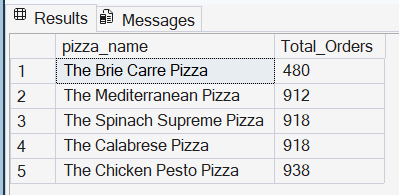 Results Messages
pizza_name Total_Orders
1 The Brie Carre Pizza 480
2 The Mediterranean Pizza 912
3 The Spinach Supreme Pizza 918
4 The Calabrese Pizza 918
5 The Chicken Pesto Pizza 938